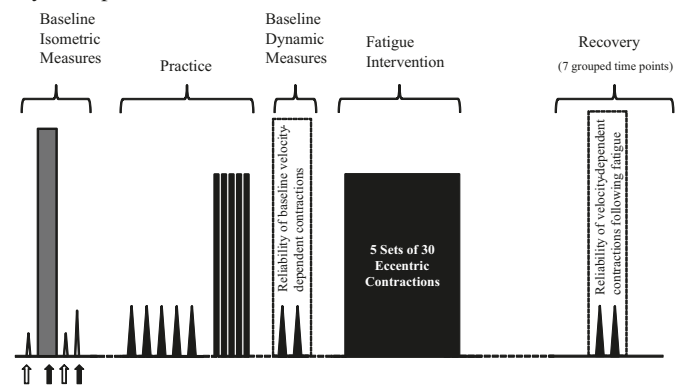 Baseline
Isometric
Measures
Practice
Baseline
Dynamic
Measures
Fatigue
Intervention
Recovery
(7 grouped time points)
Reliability of baseline velocity-
dependent contractions
5 Sets of 30
Eccentric
Contractions
Reliability of velocity-dependent
contractions following fatigue